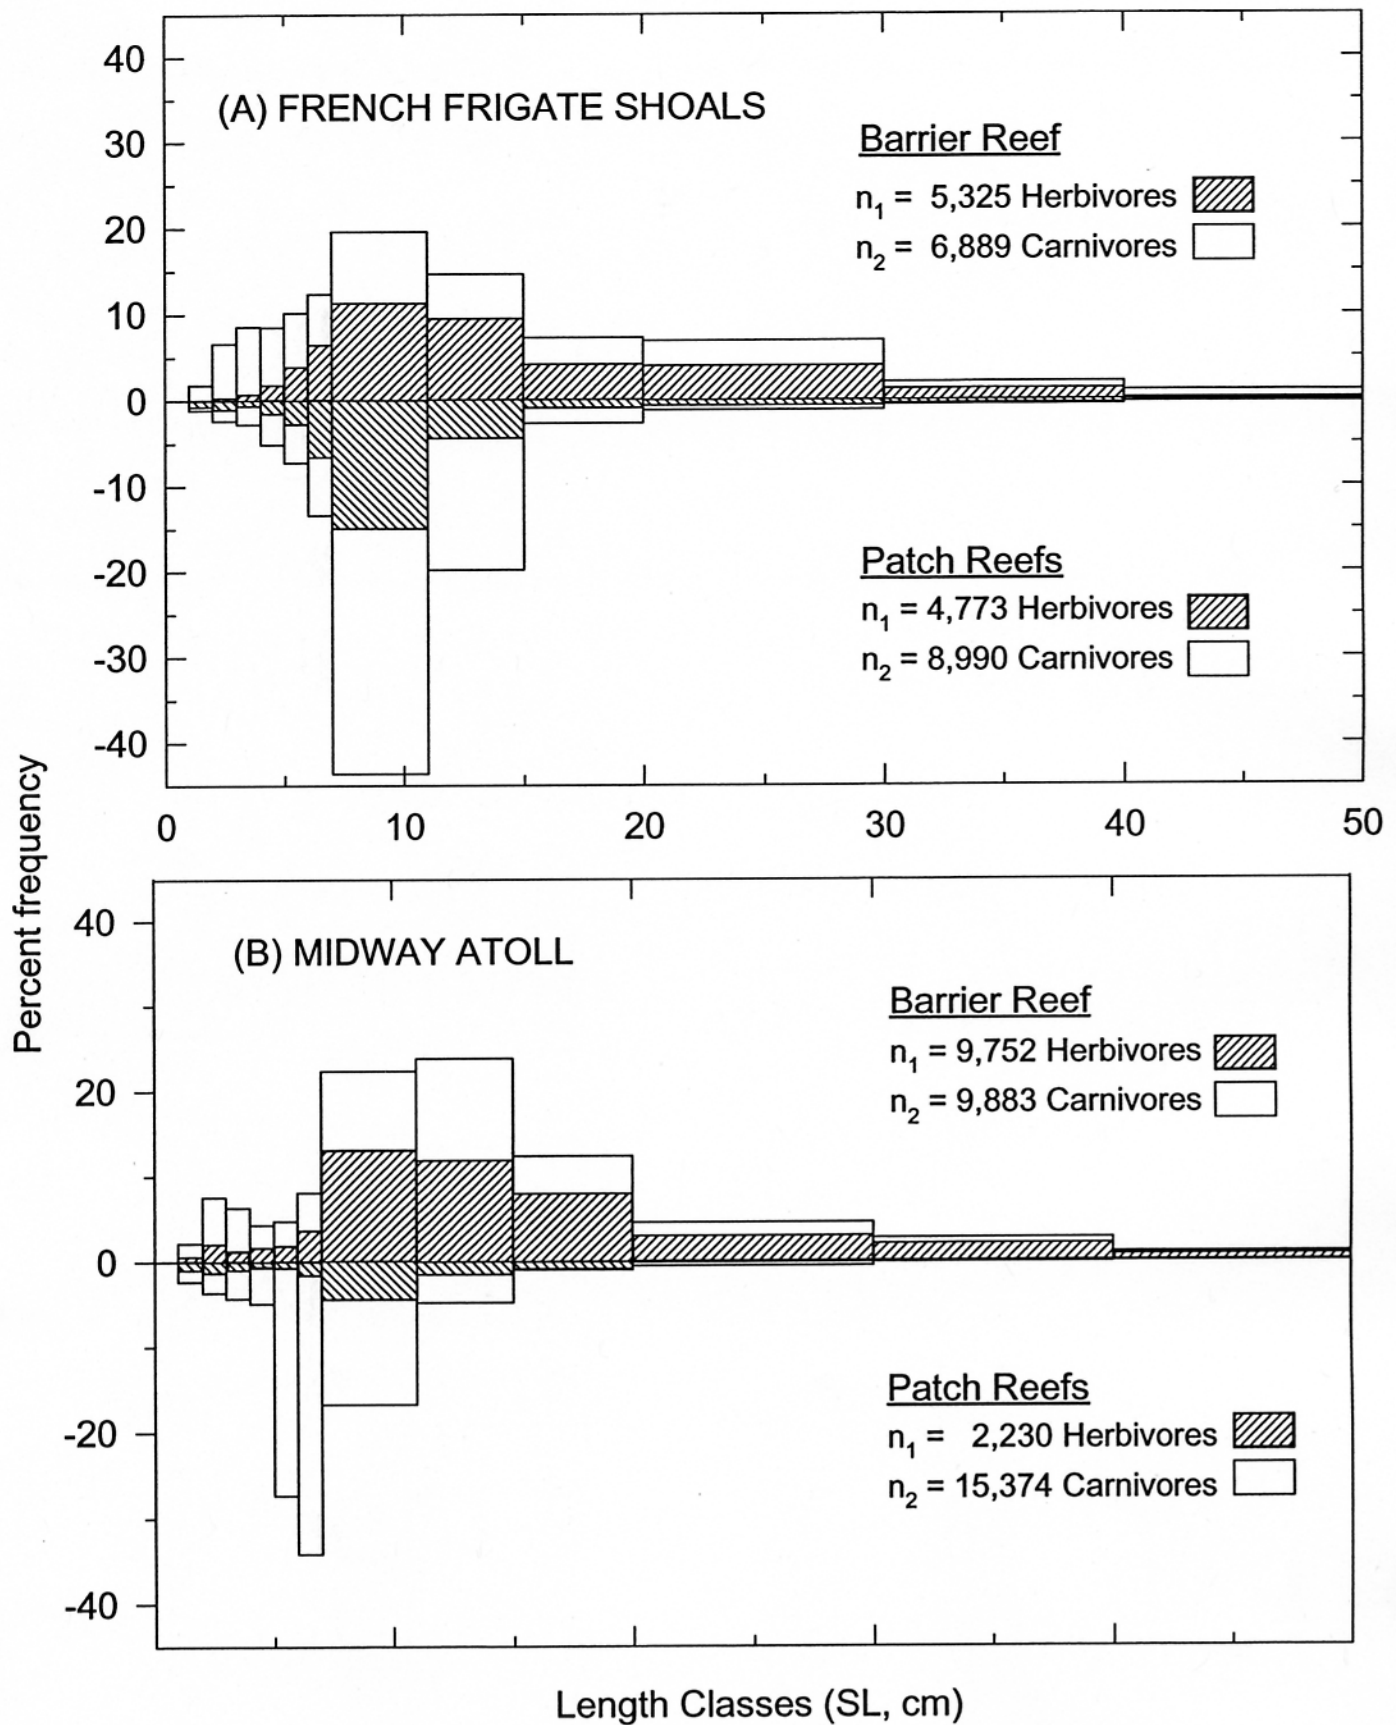 40
(A) FRENCH FRIGATE SHOALS
Barrier Reef
30
n1 = 5,325 Herbivores
20
n2 = 6,889 Carnivores
10
0
-10
Patch Reefs
-20
n1 = 4,773 Herbivores
-30
n2 = 8,990 Carnivores
-40
0 10 20 30 40 50
Percent frequency
40
(B) MIDWAY ATOLL
Barrier Reef
n1 = 9,752 Herbivores
20
n2 = 9,883 Carnivores
0
Patch Reefs
-20
n1 = 2,230 Herbivores
n2 = 15,374 Carnivores
-40
Length Classes (SL, cm)